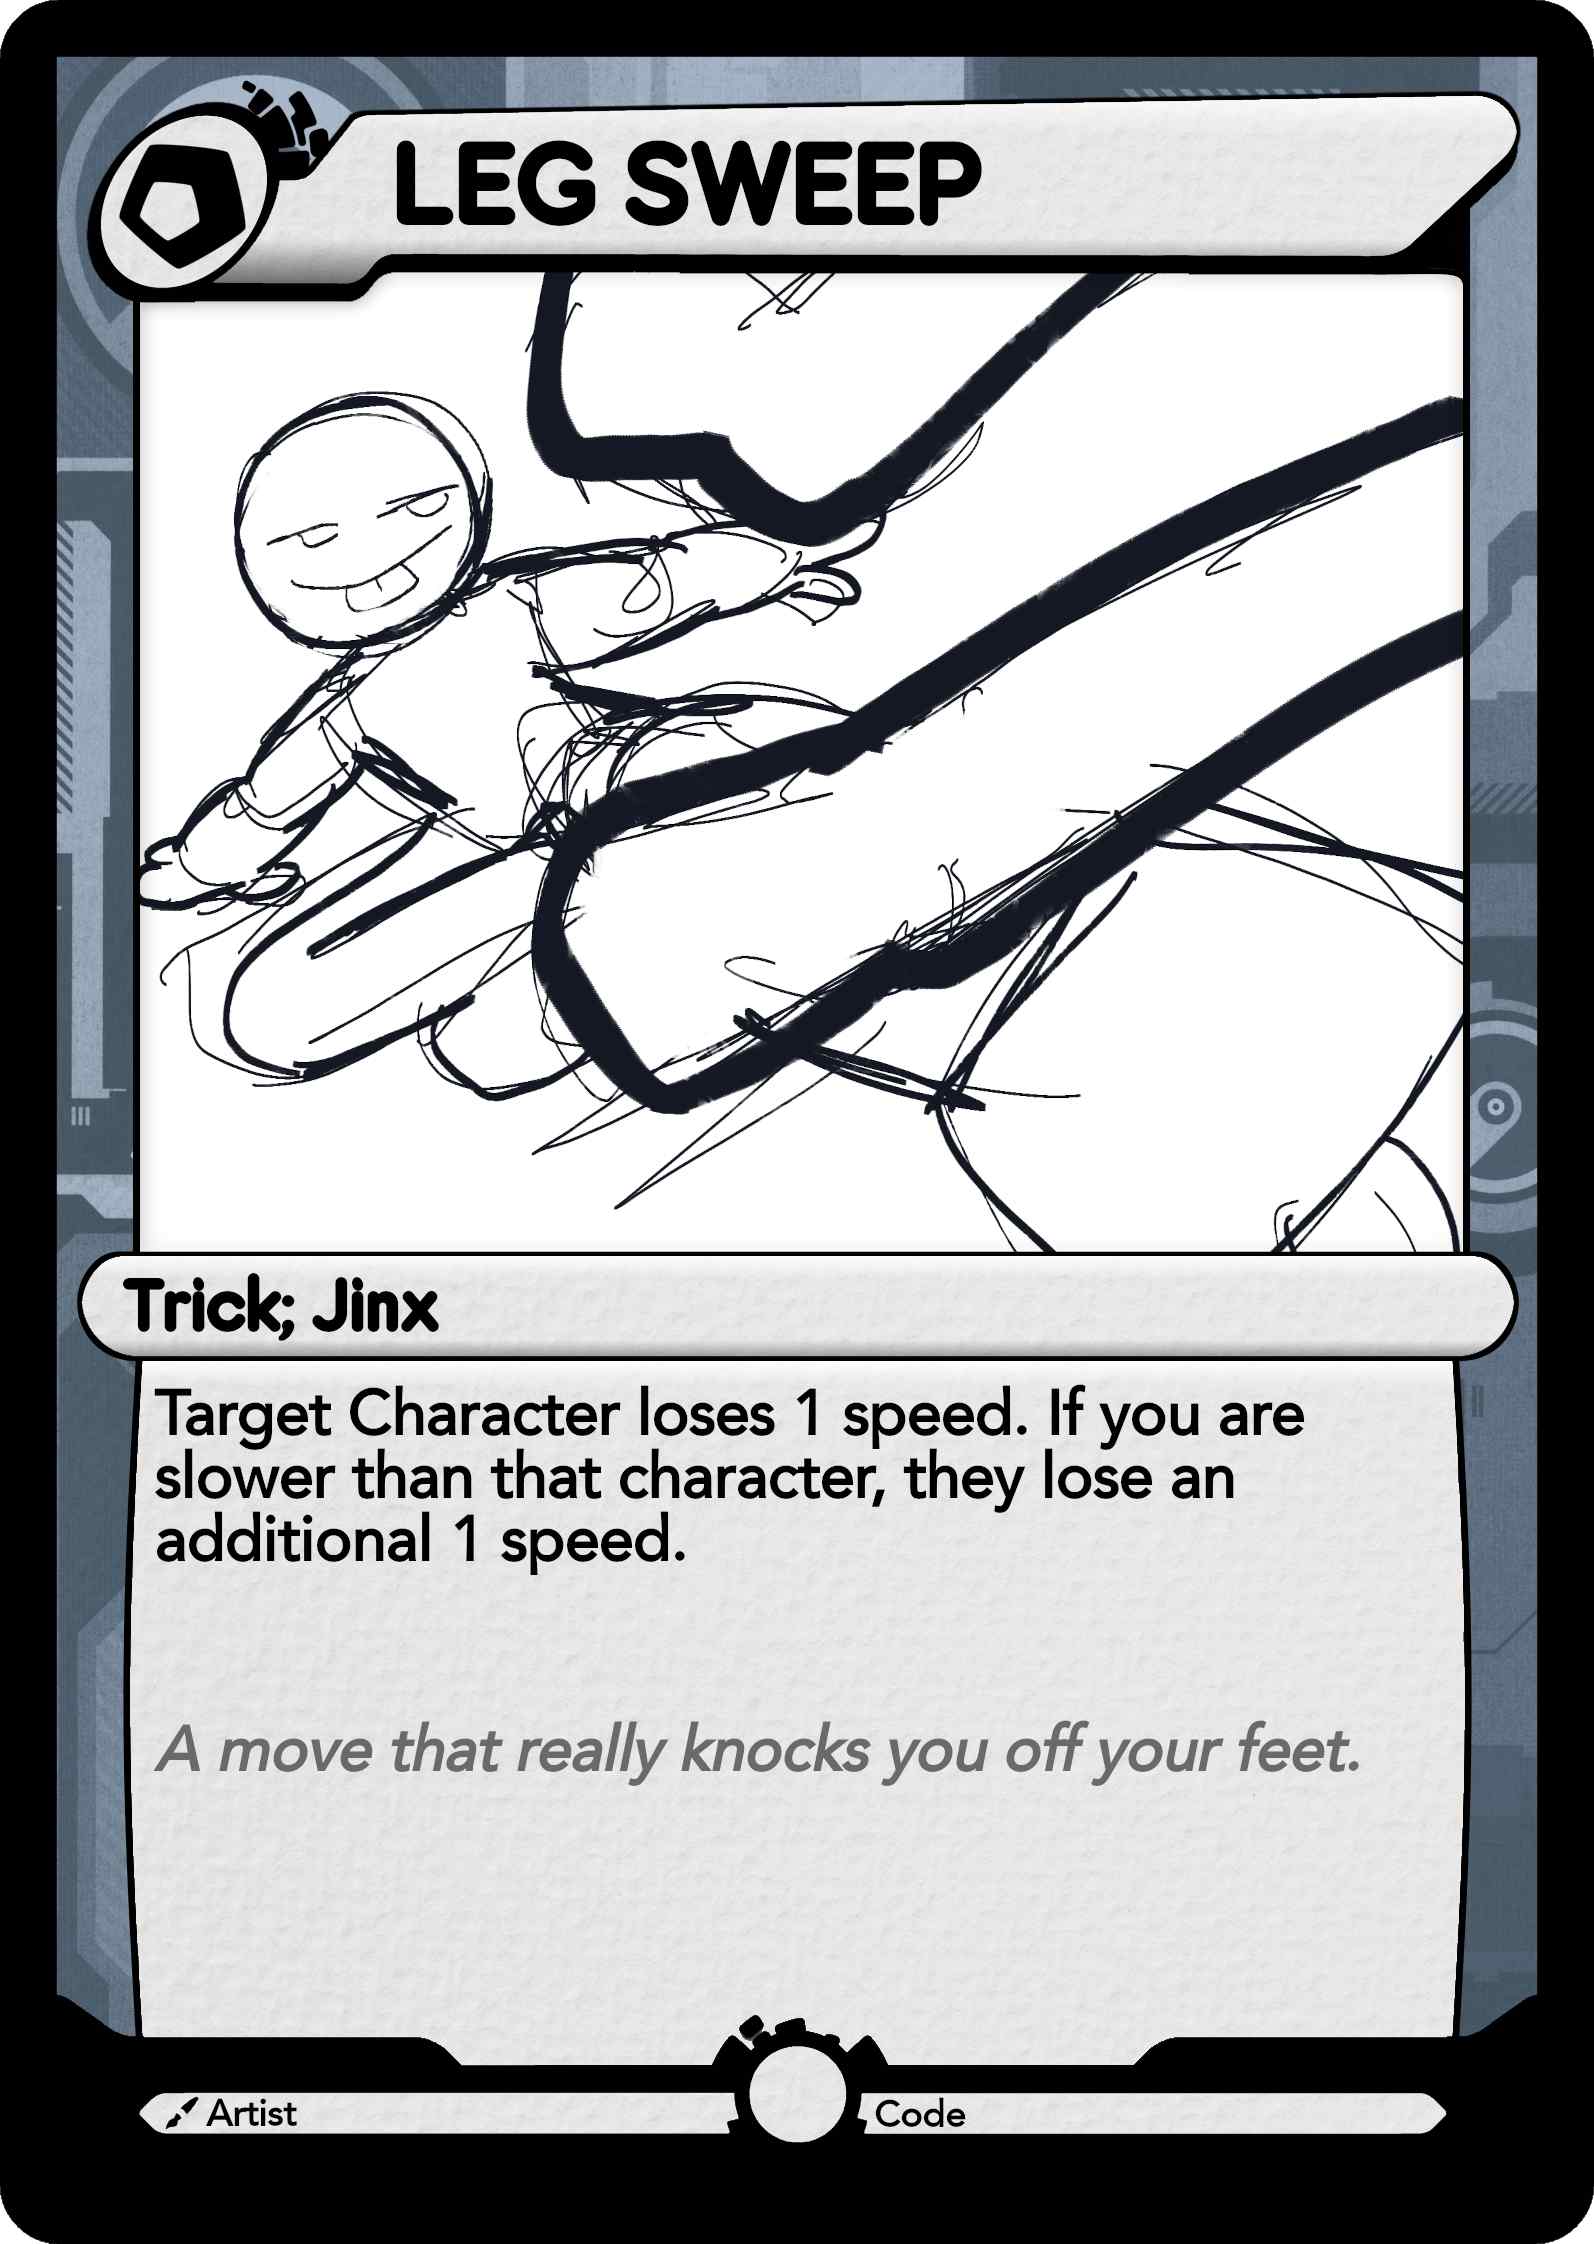 LEG SWEEP
Trick; Jinx
Target Character loses 1 speed. If you are
slower than that character, they lose an
additional 1 speed.
A move that really knocks you off your feet.
Artist
Code